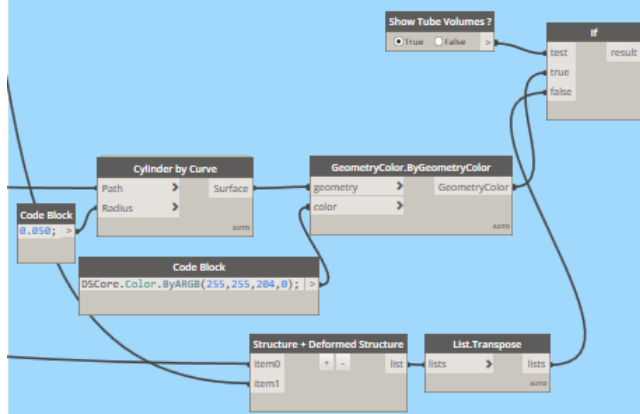 Show Tube Volumes ?
True False >
If
test result
true
false
Cylinder by Curve
Path > Surface
Radius >
AUTO
GeometryColor.ByGeometryColor
geometry > GeometryColor
color >
AUTO
Code Block
0.050; >
Code Block
DSCore.Color.ByARGB(255,255,204,0); >
Structure + Deformed Structure
item0 + - list
item1
List.Transpose
lists > lists
AUTO